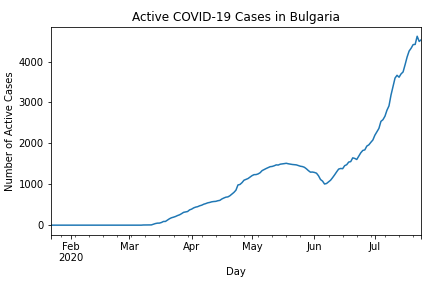 Active COVID-19 Cases in Bulgaria
Number of Active Cases
4000
3000
2000
1000
0
Feb Mar Apr May Jun Jul
2020
Day